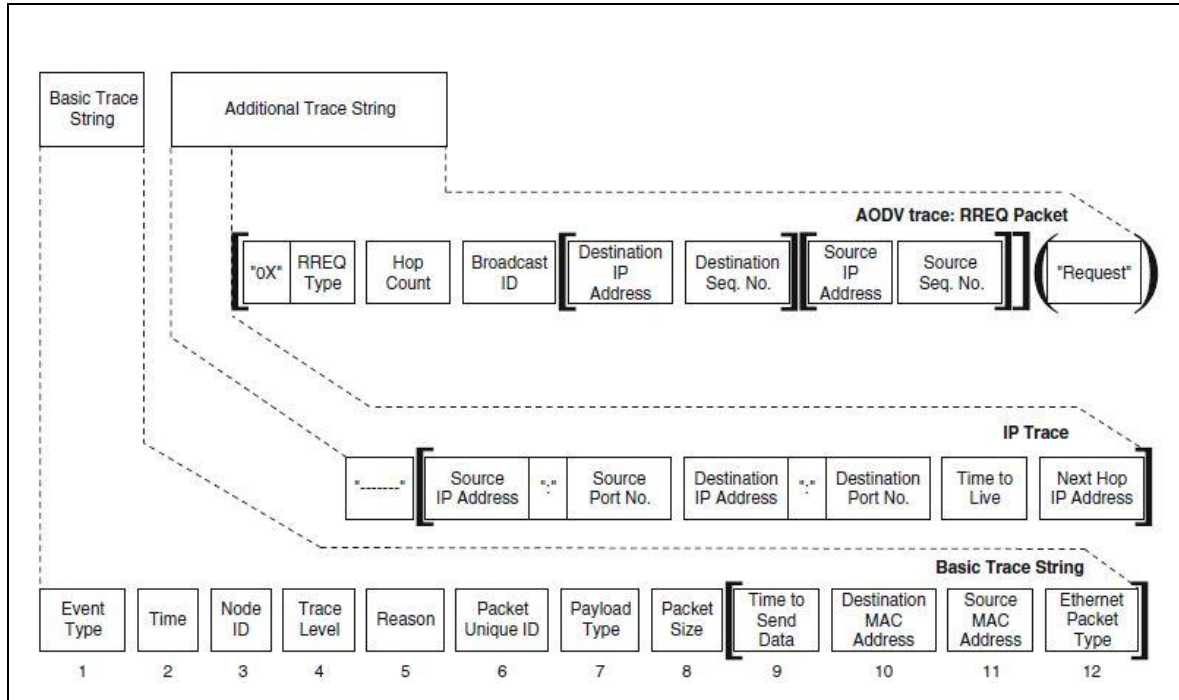 Basic Trace
String
Additional Trace String
AODV trace: RREQ Packet
"0X"
RREQ
Type
Hop
Count
Broadcast
ID
Destination
IP
Address
Destination
Seq. No.
Source
IP
Address
Source
Seq. No.
"Request"
IP Trace
"-------"
Source
IP Address
":"
Source
Port No.
Destination
IP Address
":"
Destination
Port No.
Time to
Live
Next Hop
IP Address
Basic Trace String
Event
Type
Time
Node
ID
Trace
Level
Reason
Packet
Unique ID
Payload
Type
Packet
Size
Time to
Send
Data
Destination
MAC
Address
Source
MAC
Address
Ethernet
Packet
Type
1 2 3 4 5 6 7 8 9 10 11 12